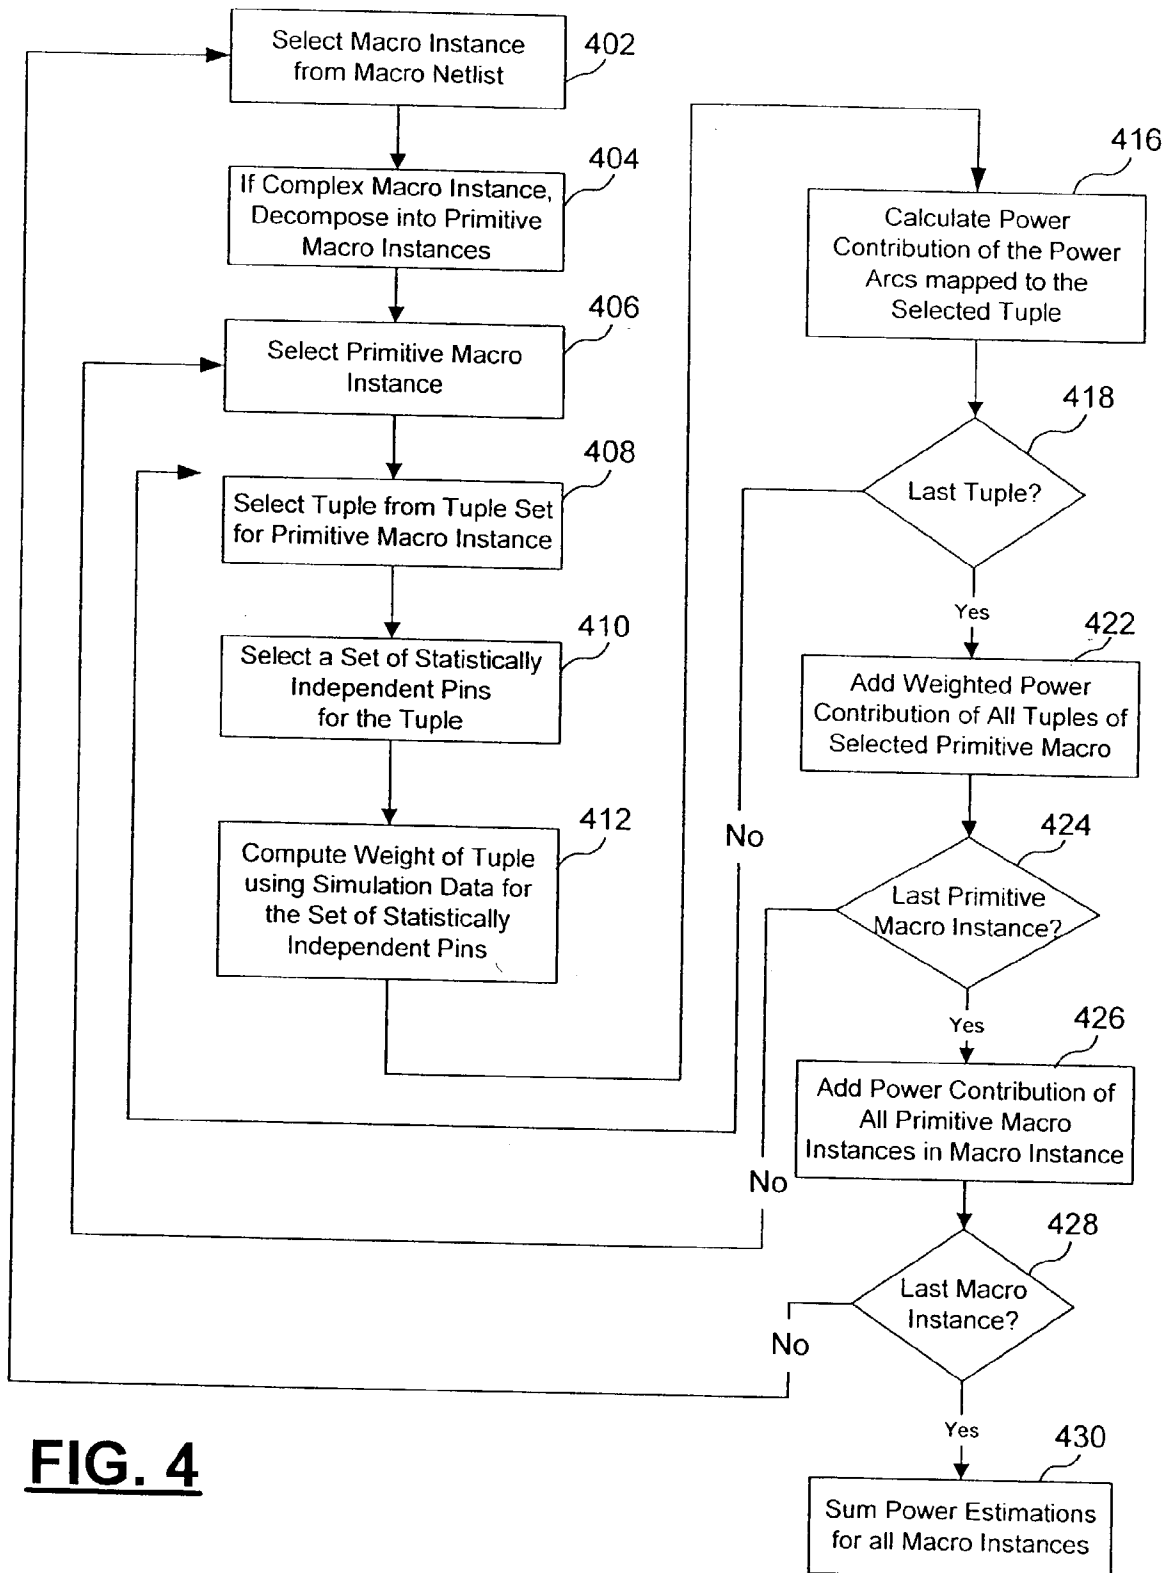 Select Macro Instance
from Macro Netlist
402
If Complex Macro Instance,
Decompose into Primitive
Macro Instances
404
Select Primitive Macro
Instance
406
Select Tuple from Tuple Set
for Primitive Macro Instance
408
Select a Set of Statistically
Independent Pins
for the Tuple
410
Compute Weight of Tuple
using Simulation Data for
the Set of Statistically
Independent Pins
412
Calculate Power
Contribution of the Power
Arcs mapped to the
Selected Tuple
416
Last Tuple?
418
No
Yes
Add Weighted Power
Contribution of All Tuples of
Selected Primitive Macro
422
Last Primitive
Macro Instance?
424
No
Yes
Add Power Contribution of
All Primitive Macro
Instances in Macro Instance
426
Last Macro
Instance?
428
No
Yes
Sum Power Estimations
for all Macro Instances
430
FIG. 4